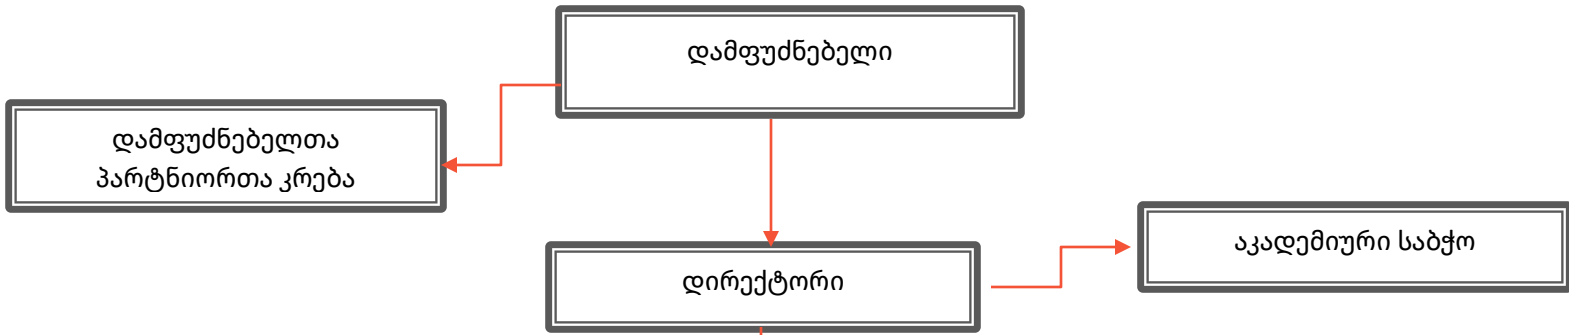 დამფუძნებელი
დამფუძნებელთა
პარტნიორთა კრება
აკადემიური საბჭო
დირექტორი